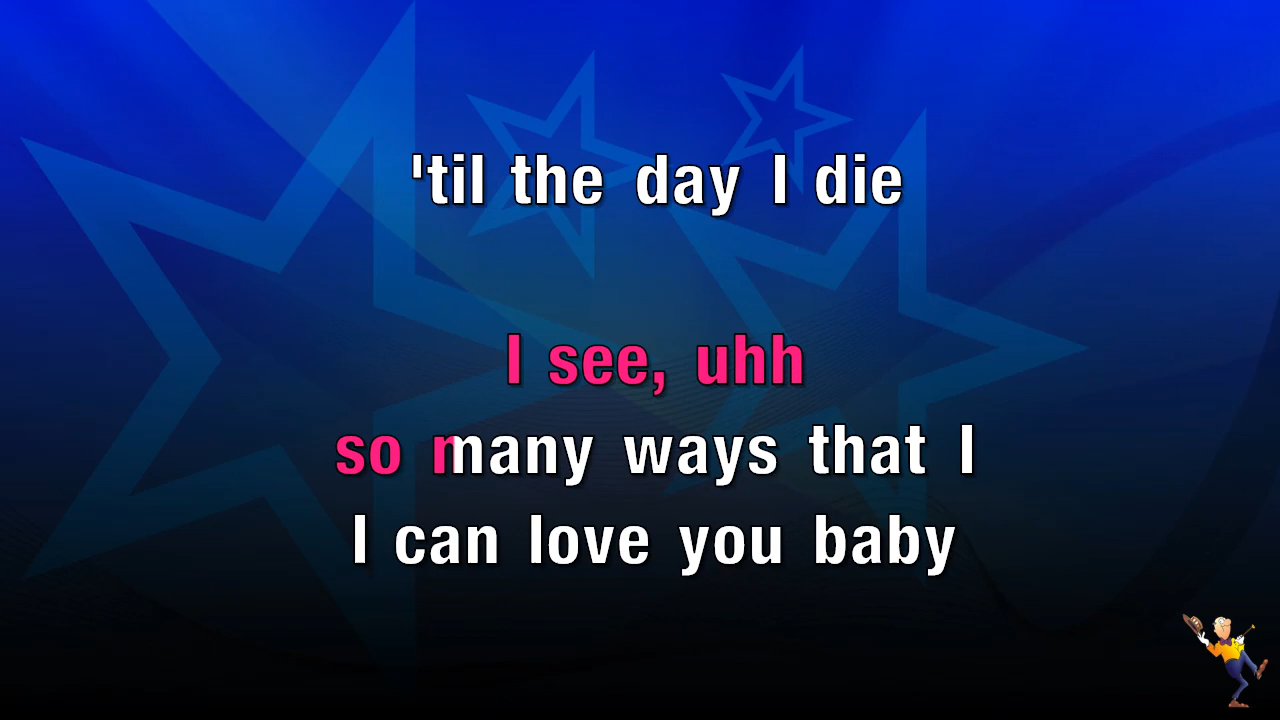 'til the day I die
I see, uhh
so many ways that I
I can love you baby